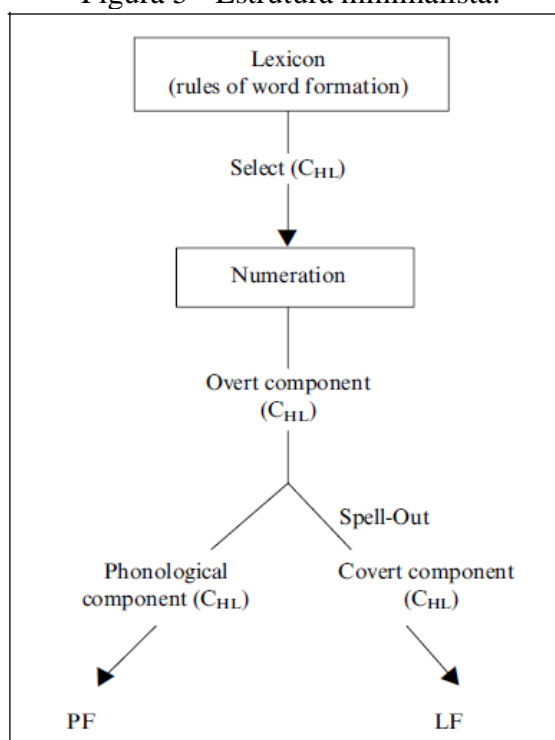 Figura 3 - Estrutura minimalista.
Lexicon
(rules of word formation)
Select (CHL)
Numeration
Overt component
(CHL)
Spell-Out
Phonological
component (CHL)
Covert component
(CHL)
PF
LF